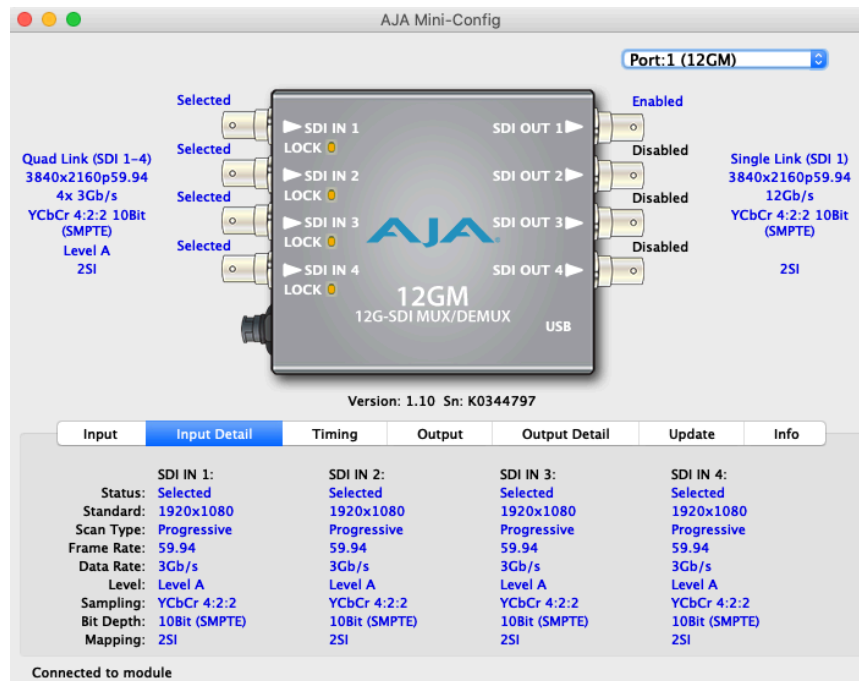 AJA Mini-Config
Port:1 (12GM)
Selected
Enabled
SDI IN 1
SDI OUT 1
LOCK
Selected
Disabled
Quad Link (SDI 1-4)
3840x2160p59.94
4x 3Gb/s
YCbCr 4:2:2 10Bit
(SMPTE)
Level A
2SI
SDI IN 2
SDI OUT 2
LOCK
Selected
Disabled
Single Link (SDI 1)
3840x2160p59.94
12Gb/s
YCbCr 4:2:2 10Bit
(SMPTE)
2SI
SDI IN 3
SDI OUT 3
LOCK
AJA
Selected
Disabled
SDI IN 4
SDI OUT 4
LOCK
12GM
12G-SDI MUX/DEMUX
USB
Version: 1.10 Sn: K0344797
Input Input Detail Timing Output Output Detail Update Info
SDI IN 1: SDI IN 2: SDI IN 3: SDI IN 4:
Status: Selected Selected Selected Selected
Standard: 1920x1080 1920x1080 1920x1080 1920x1080
Scan Type: Progressive Progressive Progressive Progressive
Frame Rate: 59.94 59.94 59.94 59.94
Data Rate: 3Gb/s 3Gb/s 3Gb/s 3Gb/s
Level: Level A Level A Level A Level A
Sampling: YCbCr 4:2:2 YCbCr 4:2:2 YCbCr 4:2:2 YCbCr 4:2:2
Bit Depth: 10Bit (SMPTE) 10Bit (SMPTE) 10Bit (SMPTE) 10Bit (SMPTE)
Mapping: 2SI 2SI 2SI 2SI
Connected to module